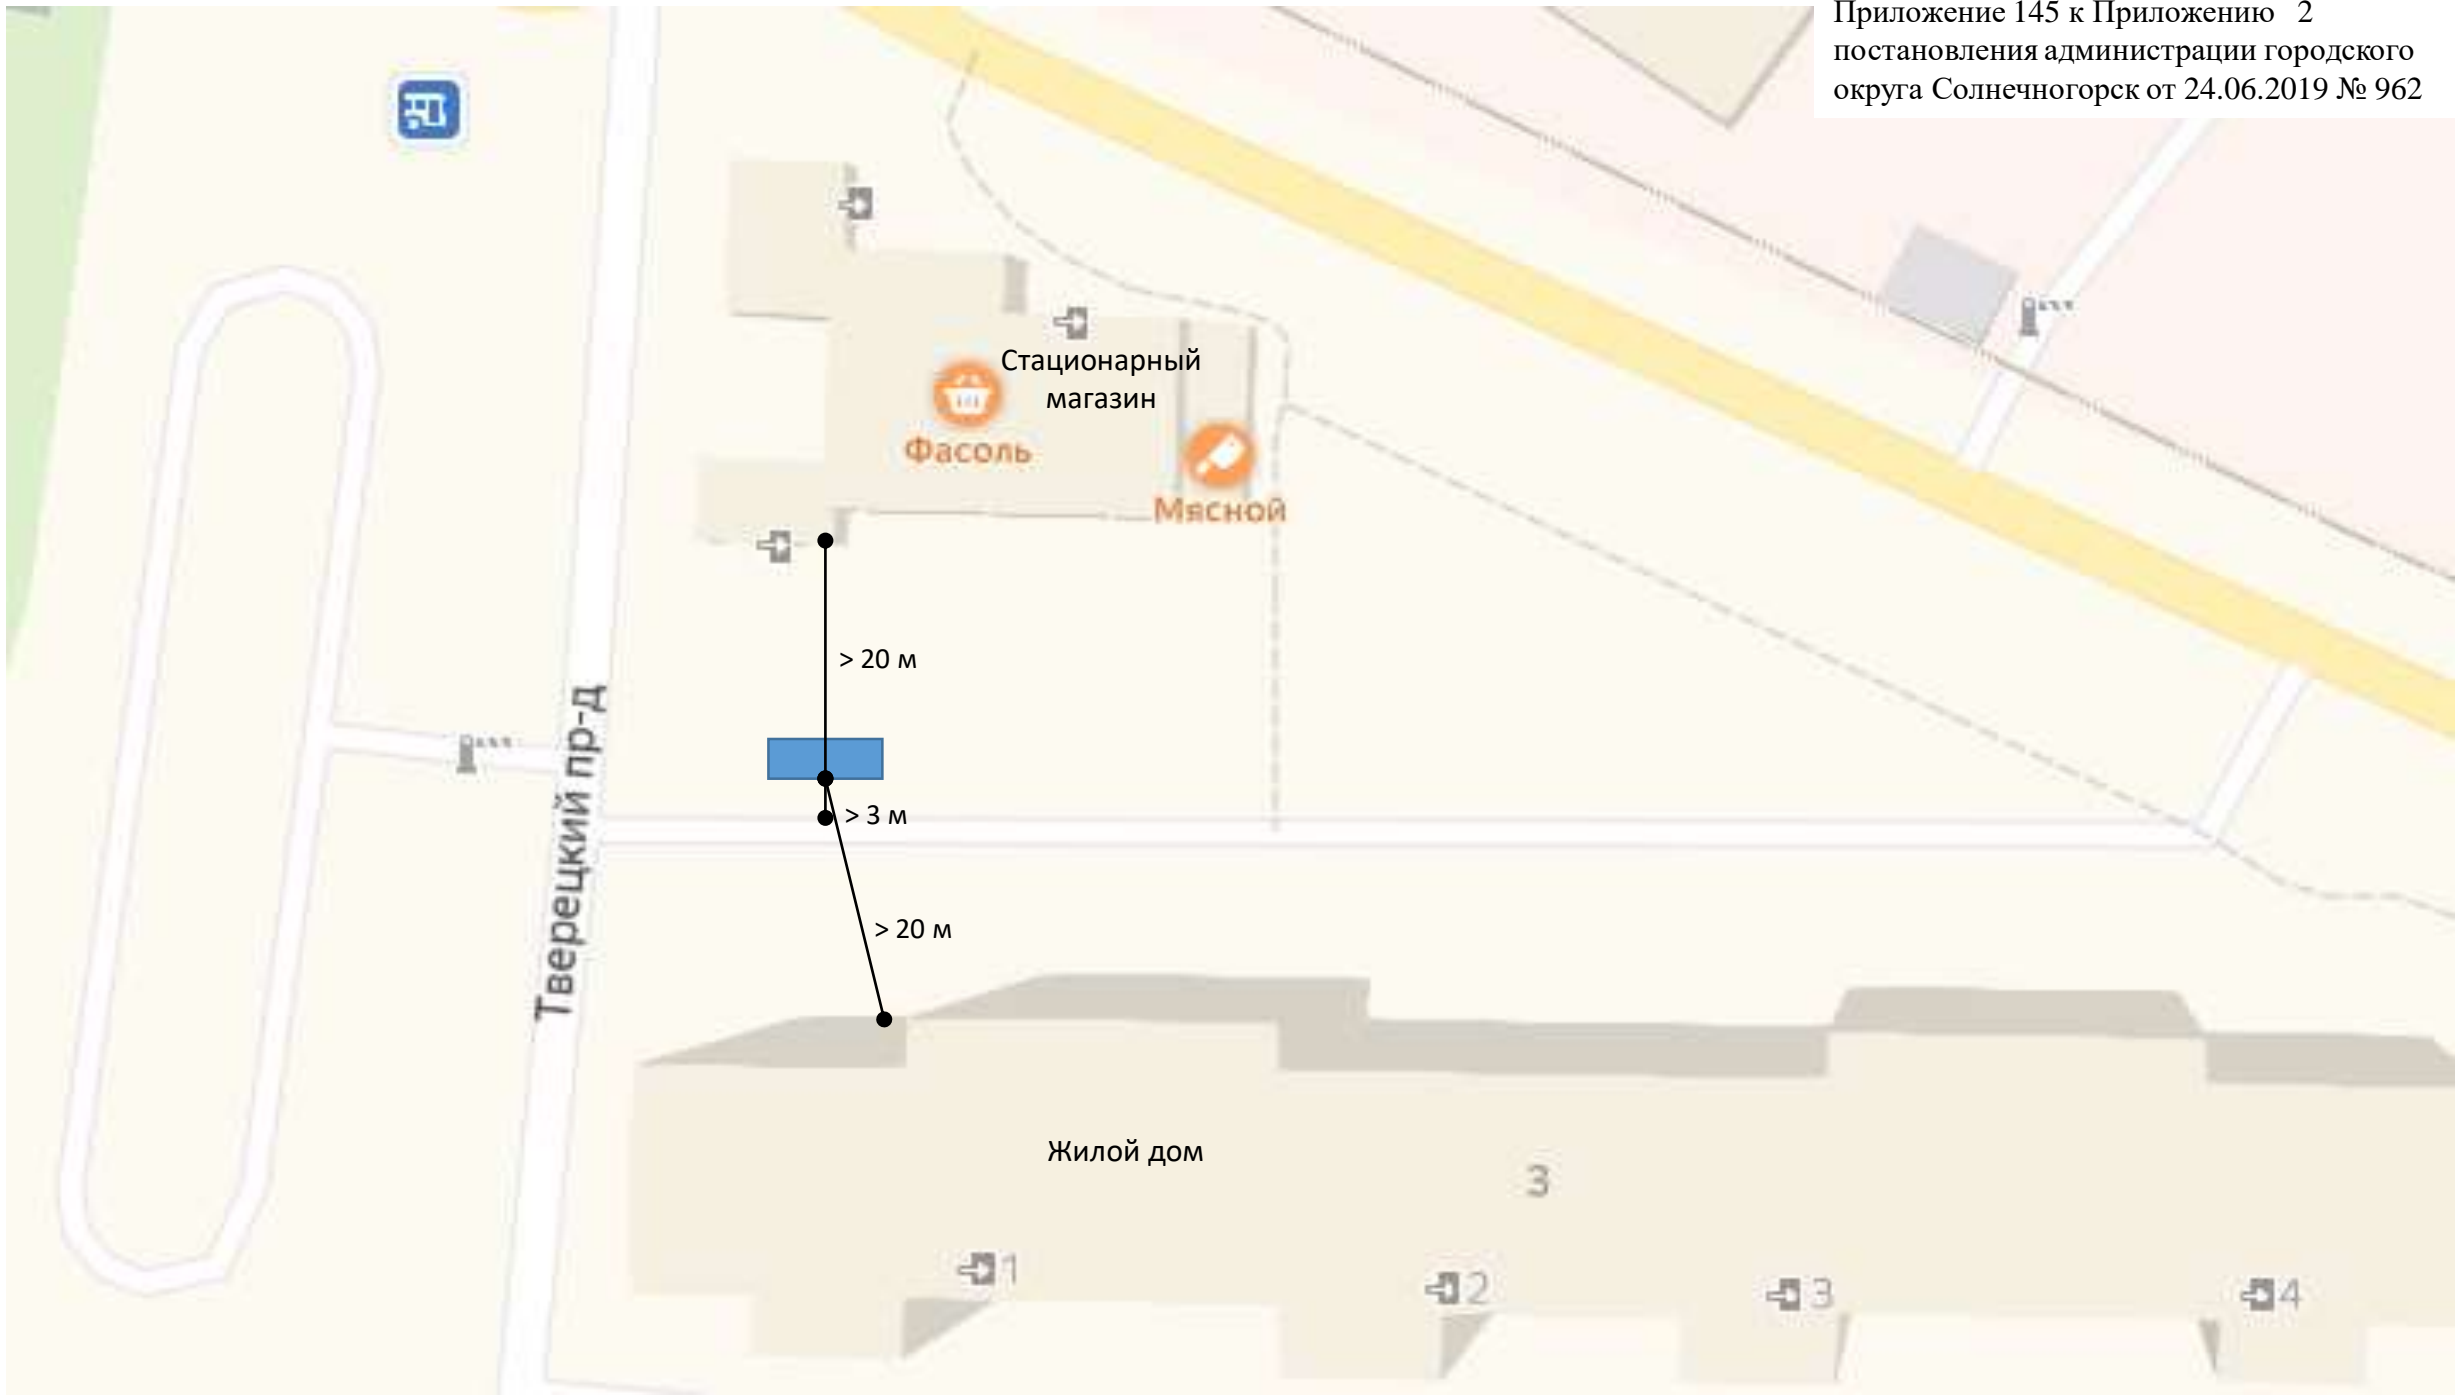 Приложение 145 к Приложению 2
постановления администрации городского
округа Солнечногорск от 24.06.2019 № 962
Стационарный
магазин
Фасоль
Мясной
> 20 м
> 3 м
Тверецкий пр-д
> 20 м
Жилой дом
3
1
2
3
4